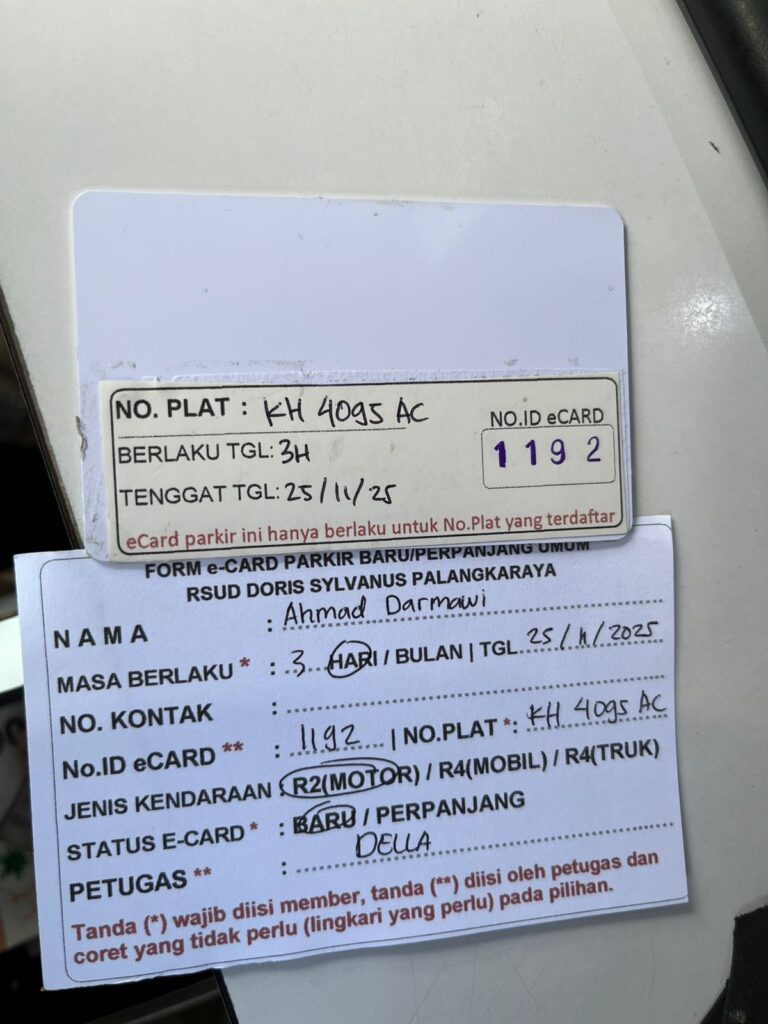 NO. PLAT : KH 4095 AC
NO.ID eCARD
BERLAKU TGL: 3H
1192
TENGGAT TGL: 25/11/25
eCard parkir ini hanya berlaku untuk No.Plat yang terdaftar
FORM e-CARD PARKIR BARU/PERPANJANG UMUM
RSUD DORIS SYLVANUS PALANGKARAYA
NAMA : Ahmad Darmawi
MASA BERLAKU * : 3 HARI / BULAN | TGL 25/11/2025
NO. KONTAK :
No.ID eCARD ** : 1192 | NO.PLAT *: KH 4095 AC
JENIS KENDARAAN : R2(MOTOR) / R4(MOBIL) / R4(TRUK)
STATUS E-CARD * : BARU / PERPANJANG
PETUGAS ** : DELLA
Tanda (*) wajib diisi member, tanda (**) diisi oleh petugas dan
coret yang tidak perlu (lingkari yang perlu) pada pilihan.